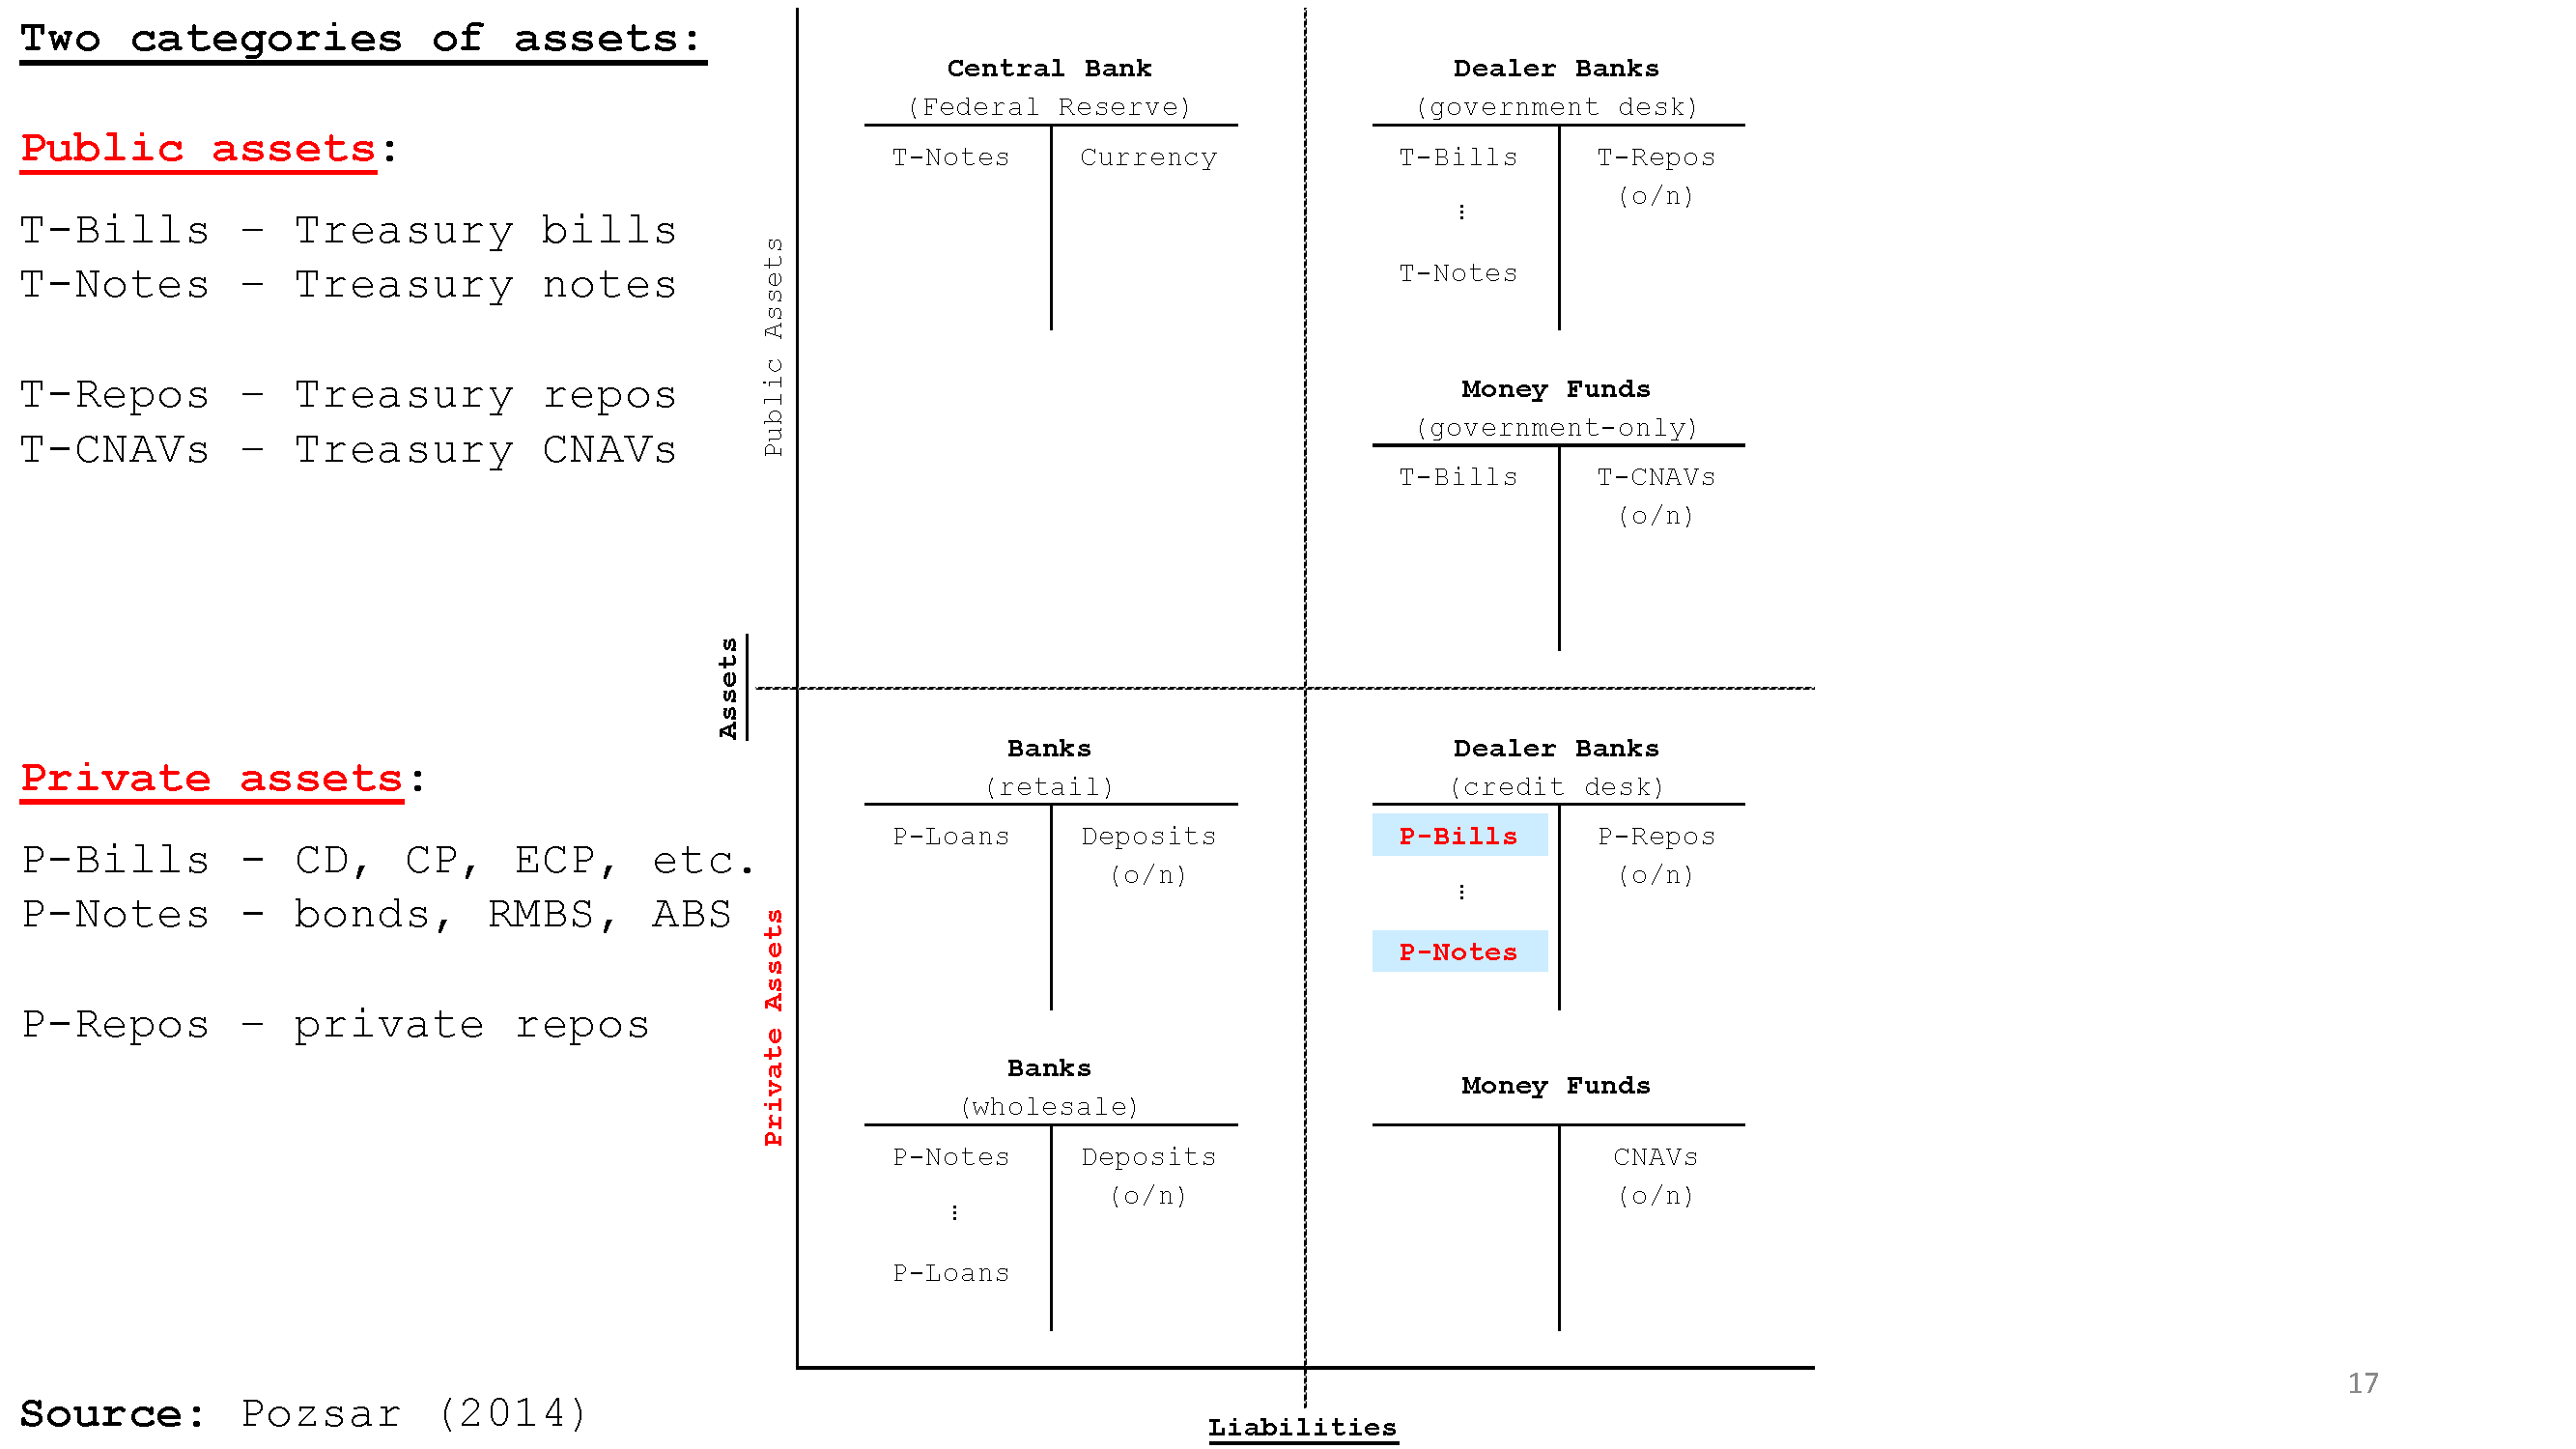 Two categories of assets:
Public assets:
T-Bills – Treasury bills
T-Notes – Treasury notes
T-Repos – Treasury repos
T-CNAVs – Treasury CNAVs
Private assets:
P-Bills - CD, CP, ECP, etc.
P-Notes - bonds, RMBS, ABS
P-Repos – private repos
Source: Pozsar (2014)
Assets
Public Assets
Private Assets
Central Bank
(Federal Reserve)
T-Notes Currency
Dealer Banks
(government desk)
T-Bills T-Repos
(o/n)
⋮
T-Notes
Money Funds
(government-only)
T-Bills T-CNAVs
(o/n)
Banks
(retail)
P-Loans Deposits
(o/n)
Dealer Banks
(credit desk)
P-Bills P-Repos
(o/n)
⋮
P-Notes
Banks
(wholesale)
P-Notes Deposits
(o/n)
⋮
P-Loans
Money Funds
CNAVs
(o/n)
Liabilities
17